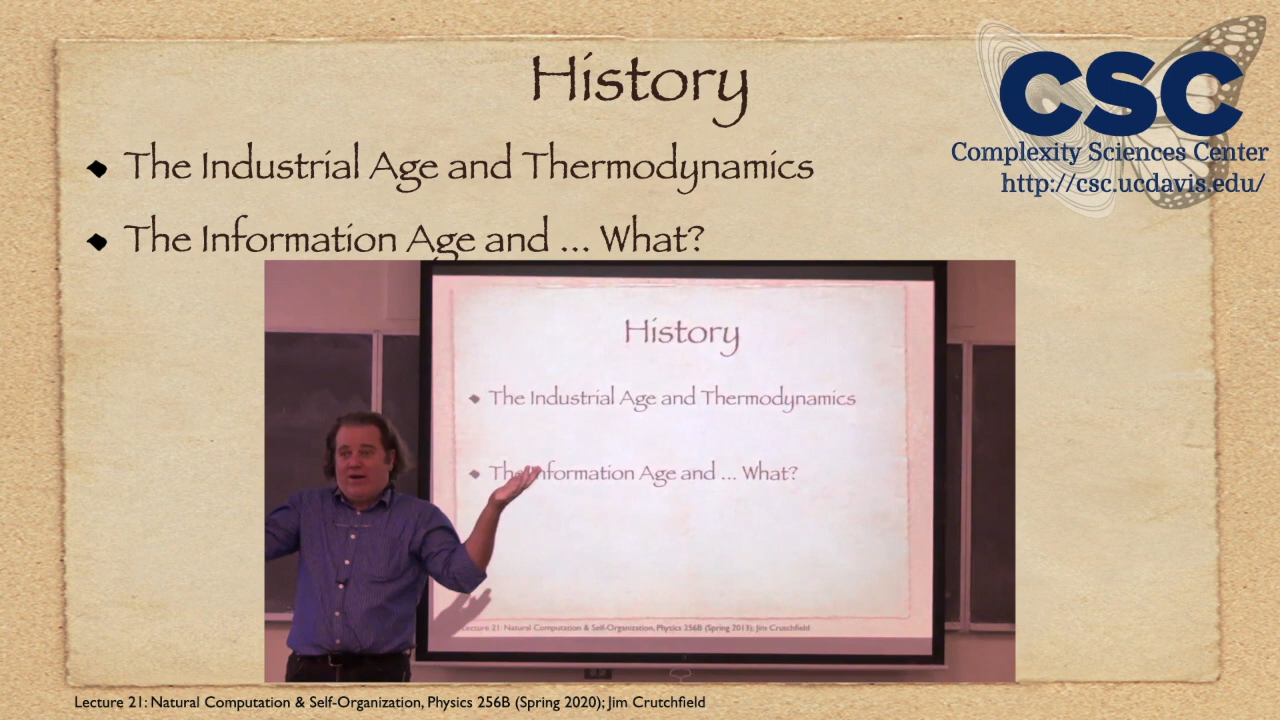 History
CSC
Complexity Sciences Center
http://csc.ucdavis.edu/
The Industrial Age and Thermodynamics
The Information Age and ... What?
History
The Industrial Age and Thermodynamics
The Information Age and ... What?
Lecture 21: Natural Computation & Self-Organization, Physics 256B (Spring 2013); Jim Crutchfield
Lecture 21: Natural Computation & Self-Organization, Physics 256B (Spring 2020); Jim Crutchfield